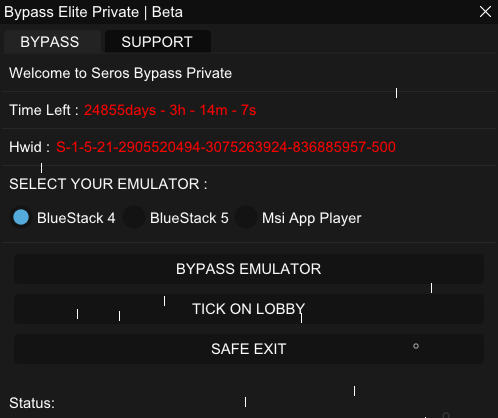 Bypass Elite Private | Beta
BYPASS SUPPORT
Welcome to Seros Bypass Private
Time Left : 24855days - 3h - 14m - 7s
Hwid : S-1-5-21-2905520494-3075263924-836885957-500
SELECT YOUR EMULATOR :
BlueStack 4 BlueStack 5 Msi App Player
BYPASS EMULATOR
TICK ON LOBBY
SAFE EXIT
Status: